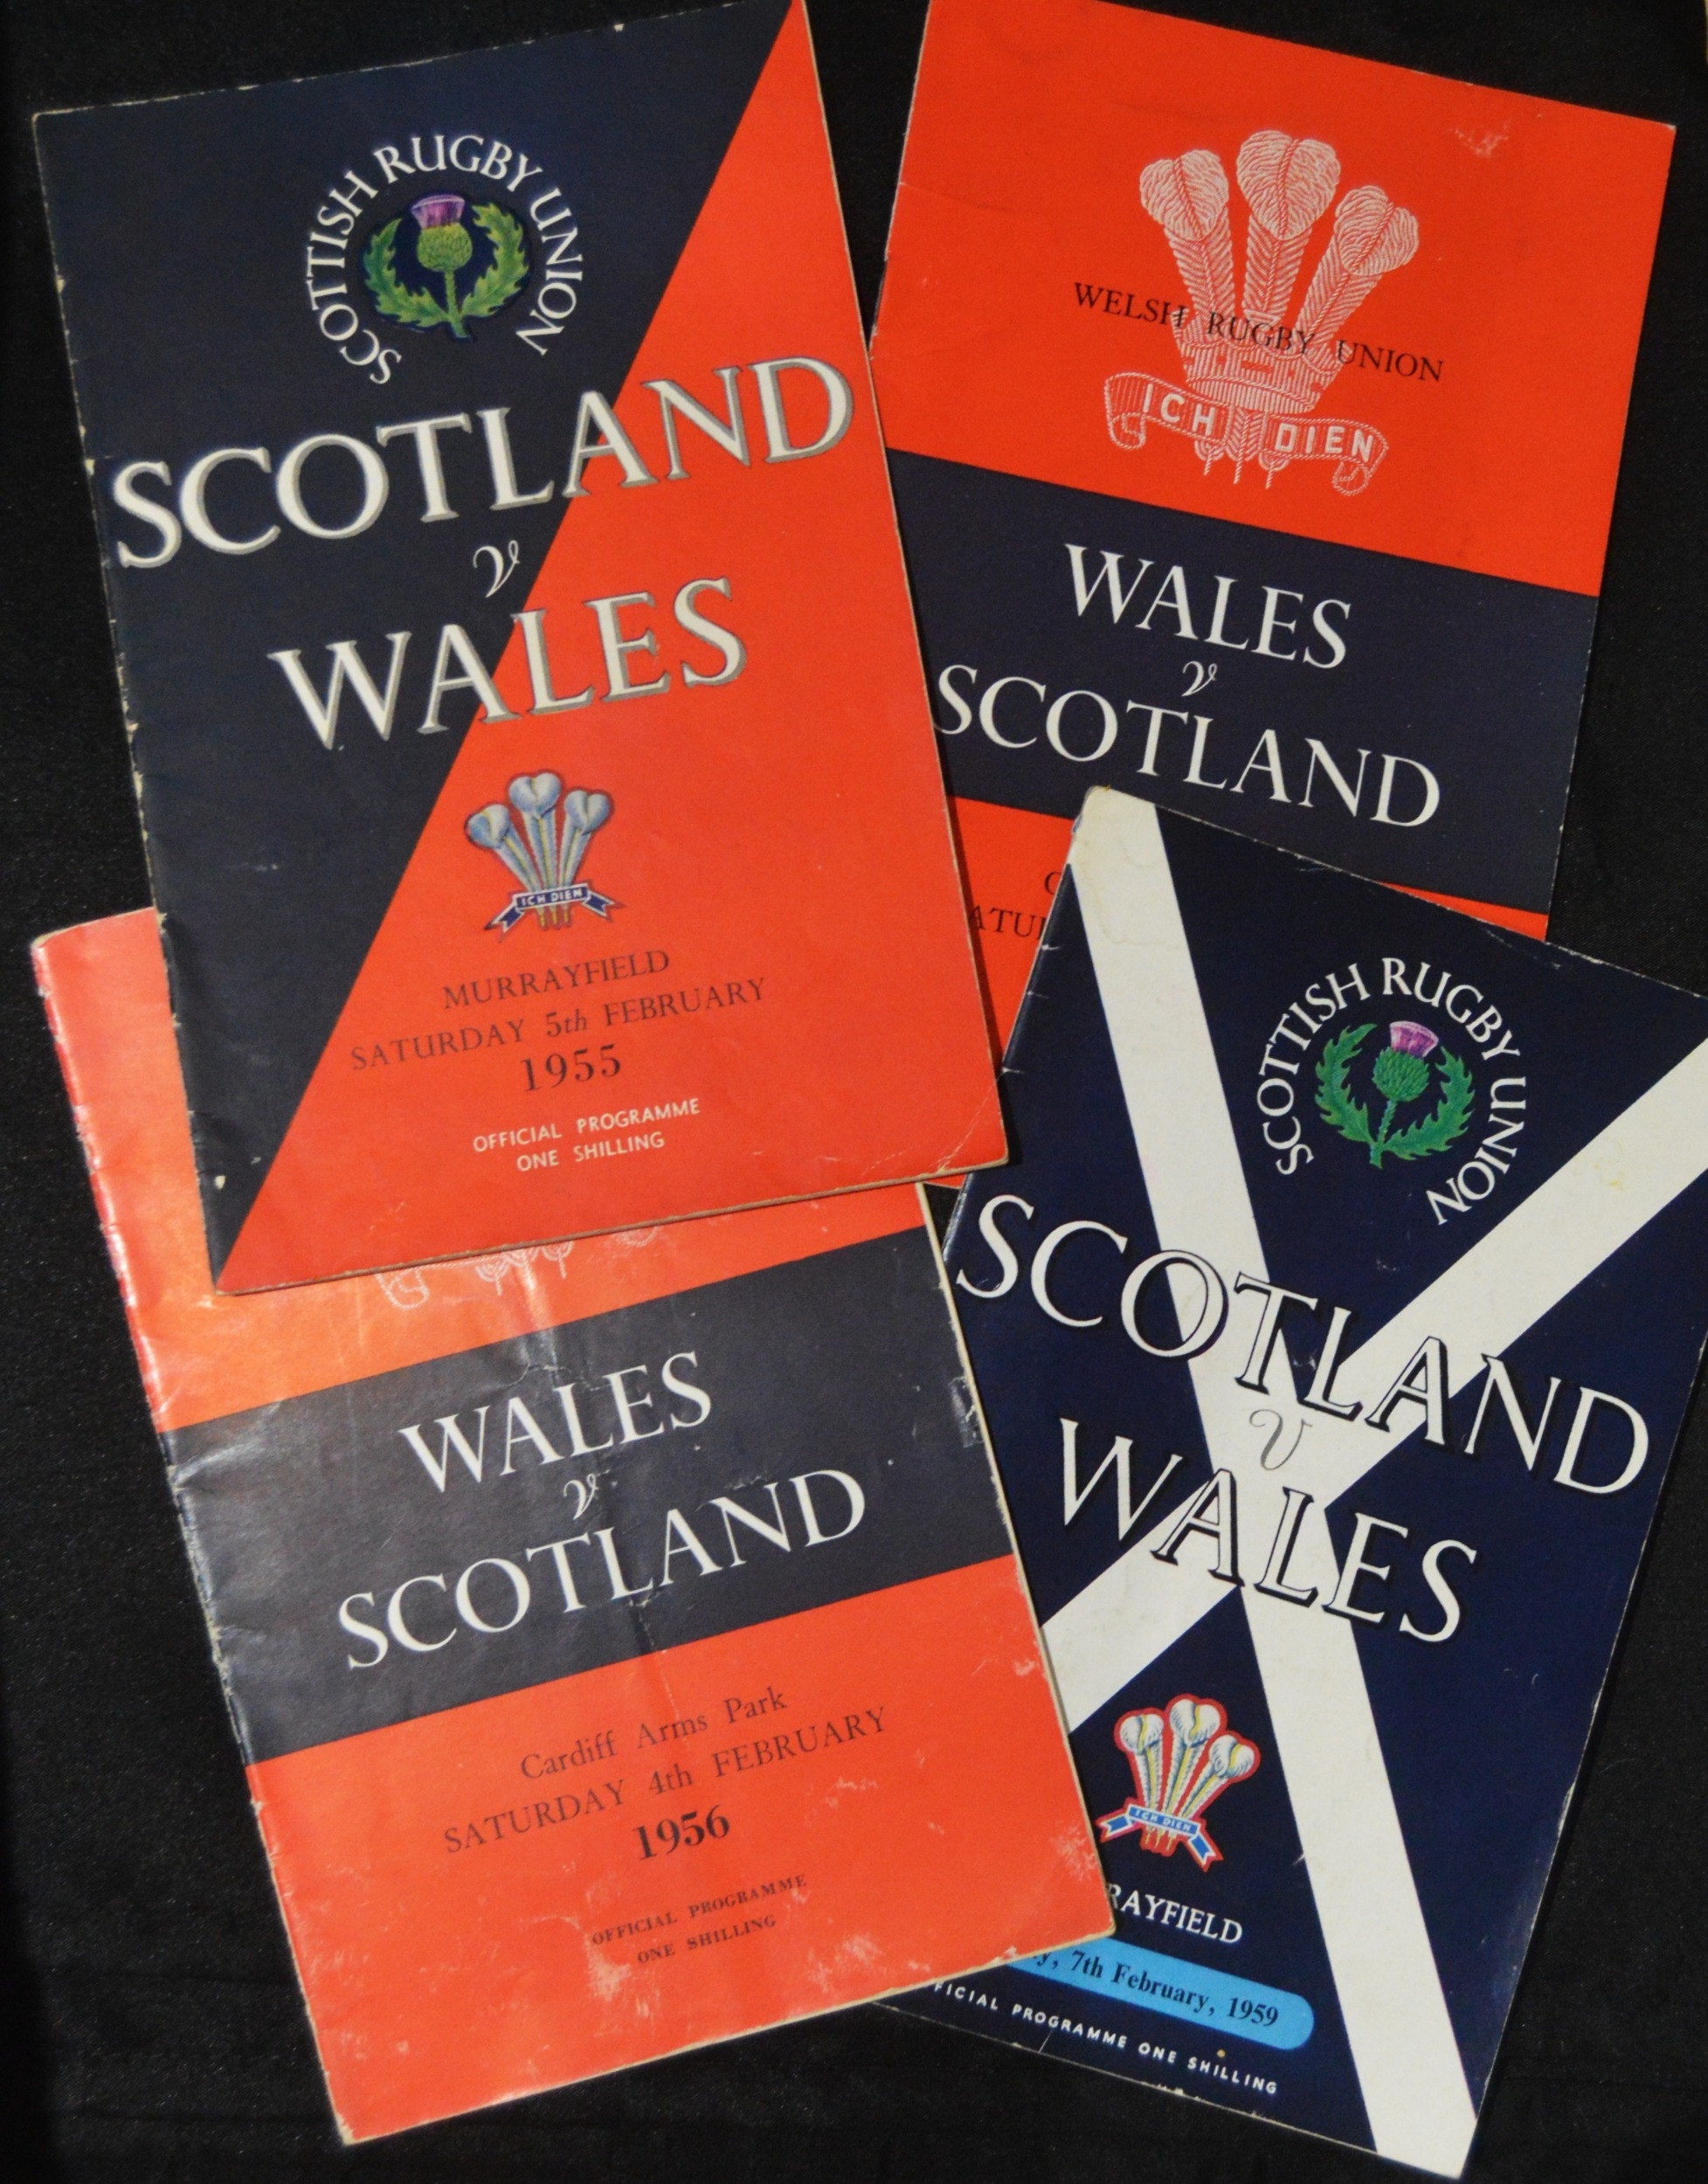 SCOTTISH RUGBY UNION
SCOTLAND
v
WALES
ICH DIEN
MURRAYFIELD
SATURDAY 5th FEBRUARY
1955
OFFICIAL PROGRAMME
ONE SHILLING
WELSH RUGBY UNION
ICH DIEN
WALES
v
SCOTLAND
WALES
v
SCOTLAND
Cardiff Arms Park
SATURDAY 4th FEBRUARY
1956
OFFICIAL PROGRAMME
ONE SHILLING
SCOTTISH RUGBY UNION
SCOTLAND
v
WALES
ICH DIEN
RAYFIELD
y, 7th February, 1959
FICIAL PROGRAMME ONE SHILLING